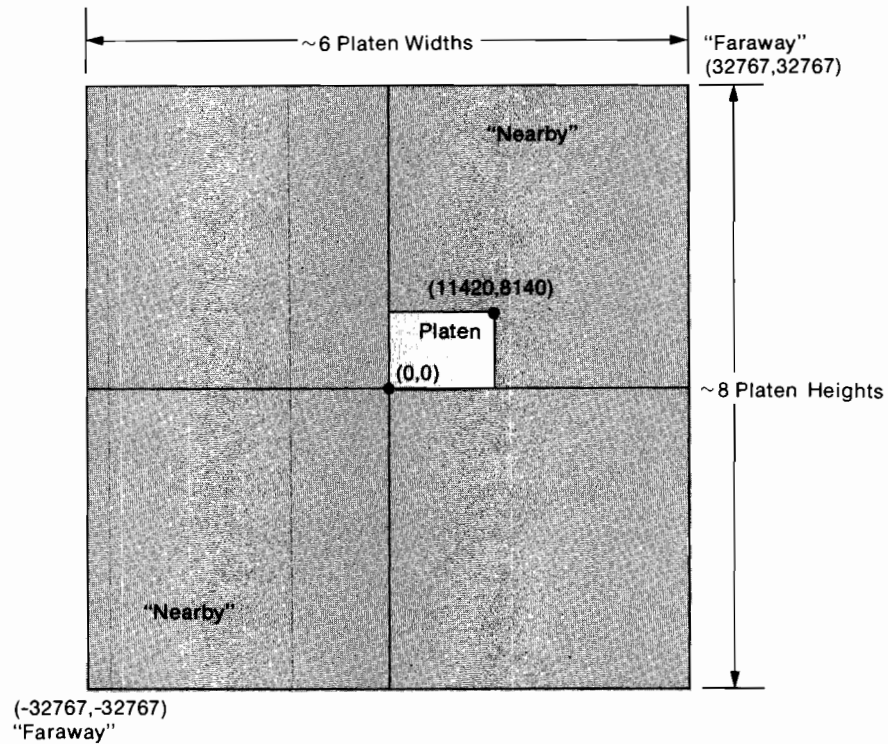 ~6 Platen Widths
"Faraway"
(32767,32767)
"Nearby"
(11420,8140)
Platen
(0,0)
~8 Platen Heights
"Nearby"
(-32767,-32767)
"Faraway"